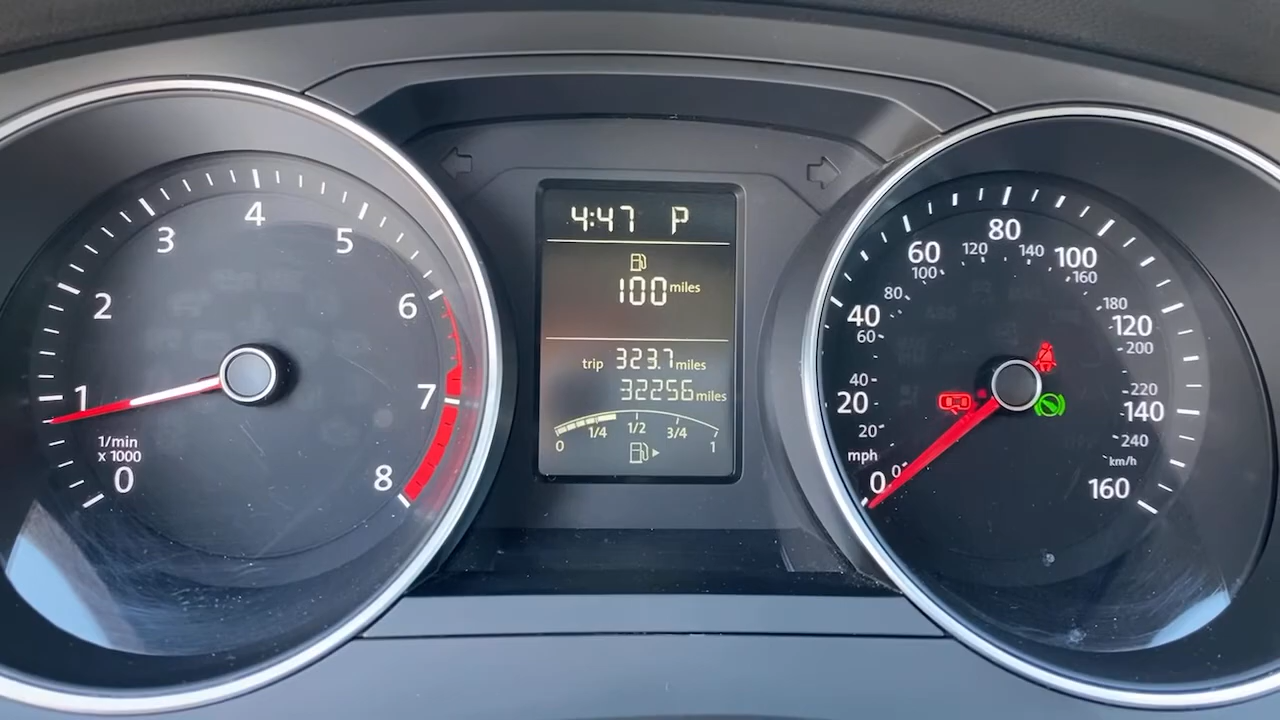 4:47 P
100 miles
trip 323.7 miles
32256 miles
0 1/4 1/2 3/4 1
0 1 2 3 4 5 6 7 8
1/min
x 1000
0 20 40 60 80 100 120 140 160
mph
0 20 40 60 80 100 120 140 160 180 200 220 240
km/h